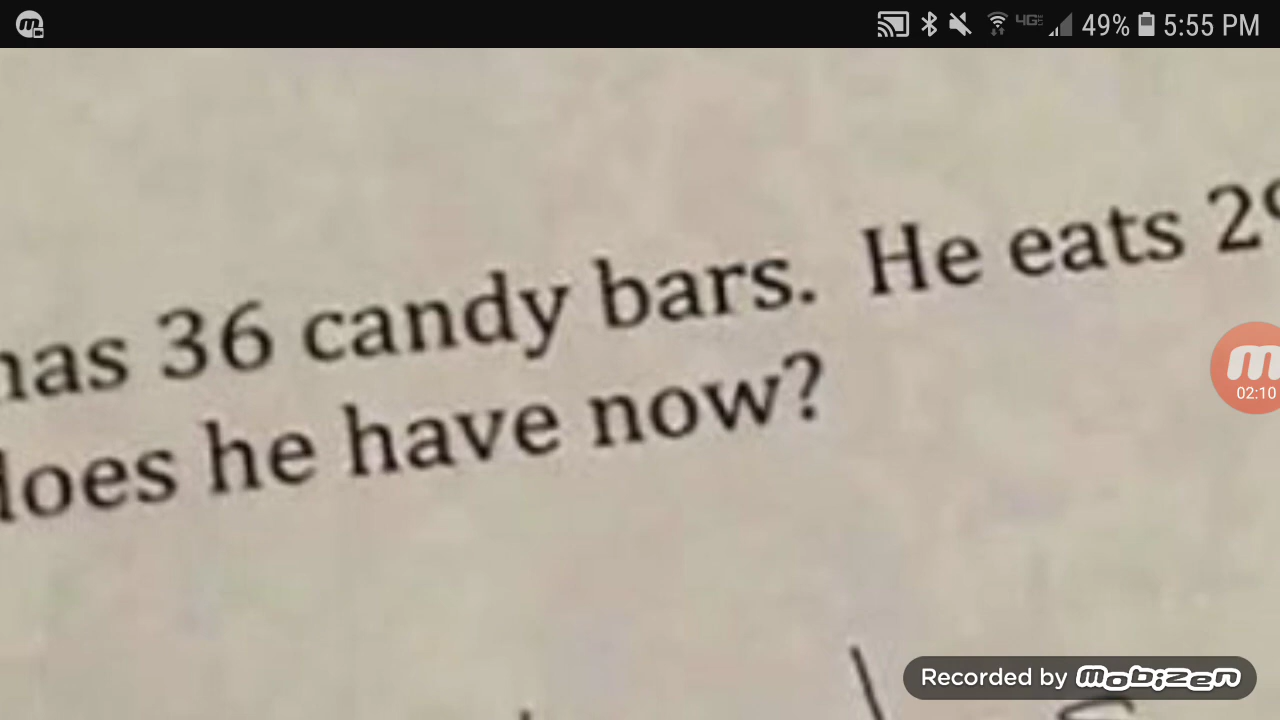 4G 49% 5:55 PM
has 36 candy bars. He eats 2
does he have now?
02:10
Recorded by mobizen